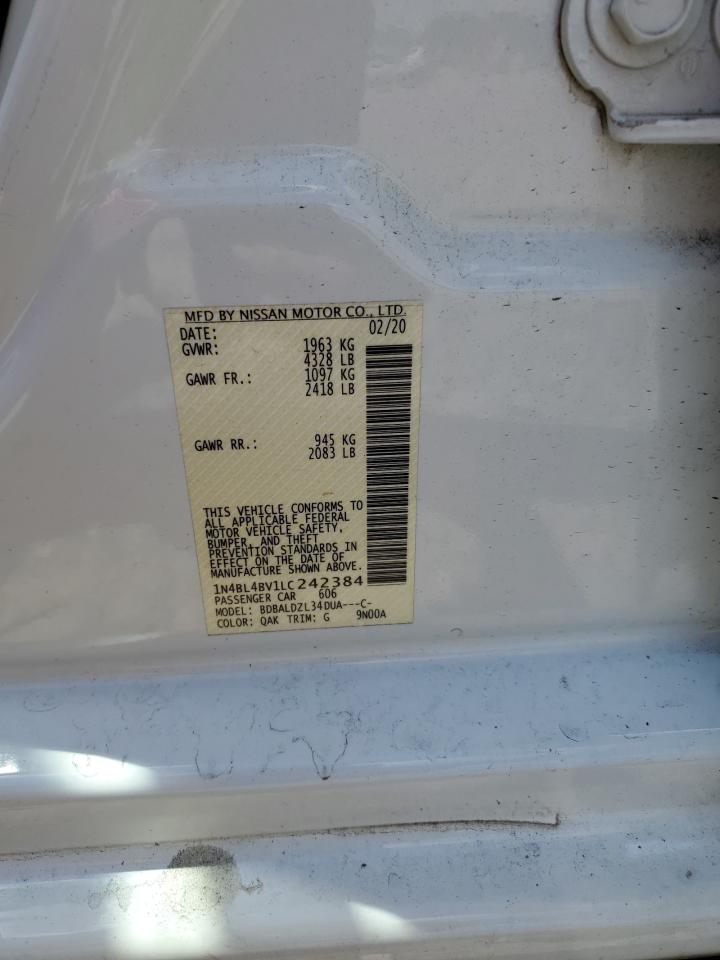 MFD BY NISSAN MOTOR CO., LTD.
DATE: 02/20
GVWR: 1963 KG
4328 LB
GAWR FR.: 1097 KG
2418 LB
GAWR RR.: 945 KG
2083 LB
THIS VEHICLE CONFORMS TO
ALL APPLICABLE FEDERAL
MOTOR VEHICLE SAFETY,
BUMPER, AND THEFT
PREVENTION STANDARDS IN
EFFECT ON THE DATE OF
MANUFACTURE SHOWN ABOVE.
1N4BL4BV1LC242384
PASSENGER CAR 606
MODEL: BDBALDZL34DUA---C-
COLOR: QAK TRIM: G 9N00A